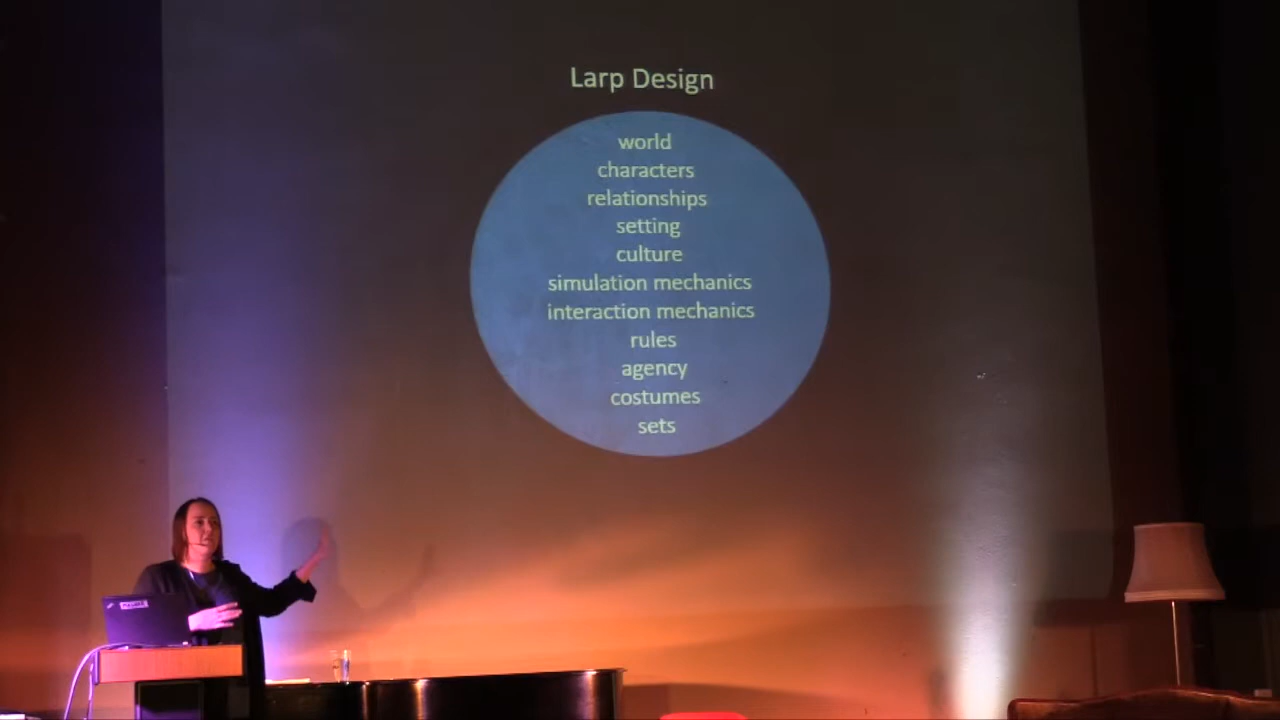 Larp Design
world
characters
relationships
setting
culture
simulation mechanics
interaction mechanics
rules
agency
costumes
sets